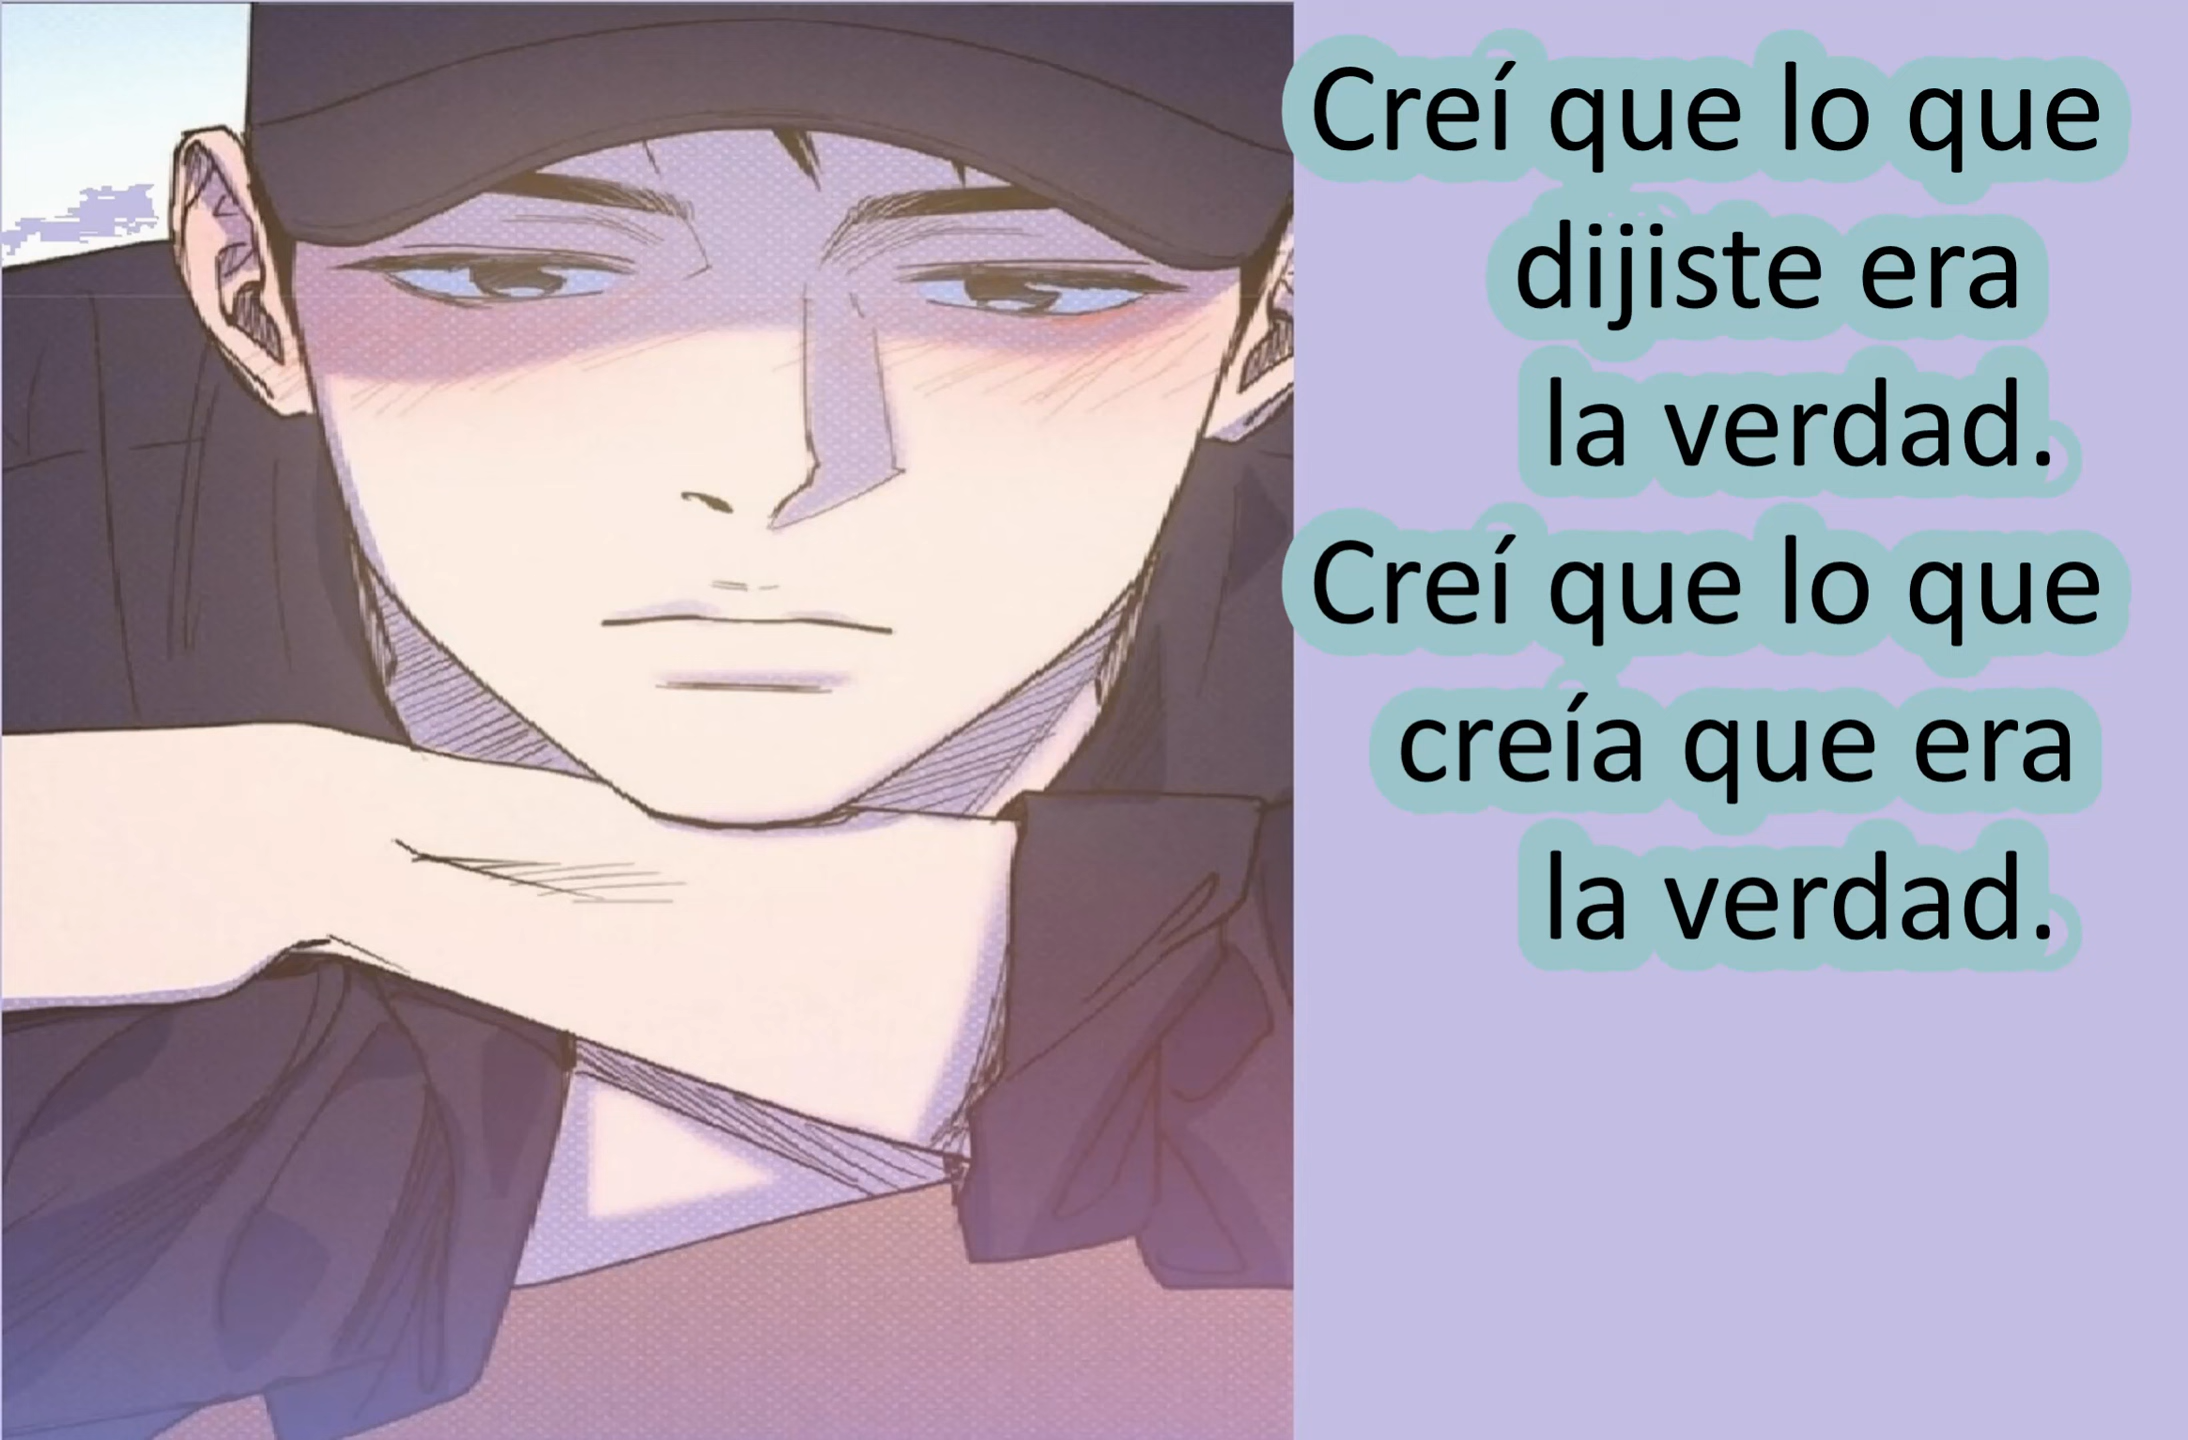 Creí que lo que
dijiste era
la verdad.
Creí que lo que
creía que era
la verdad.